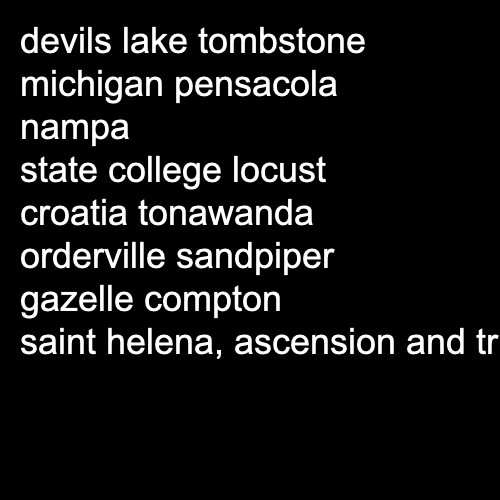 devils lake tombstone
michigan pensacola
nampa
state college locust
croatia tonawanda
orderville sandpiper
gazelle compton
saint helena, ascension and tr